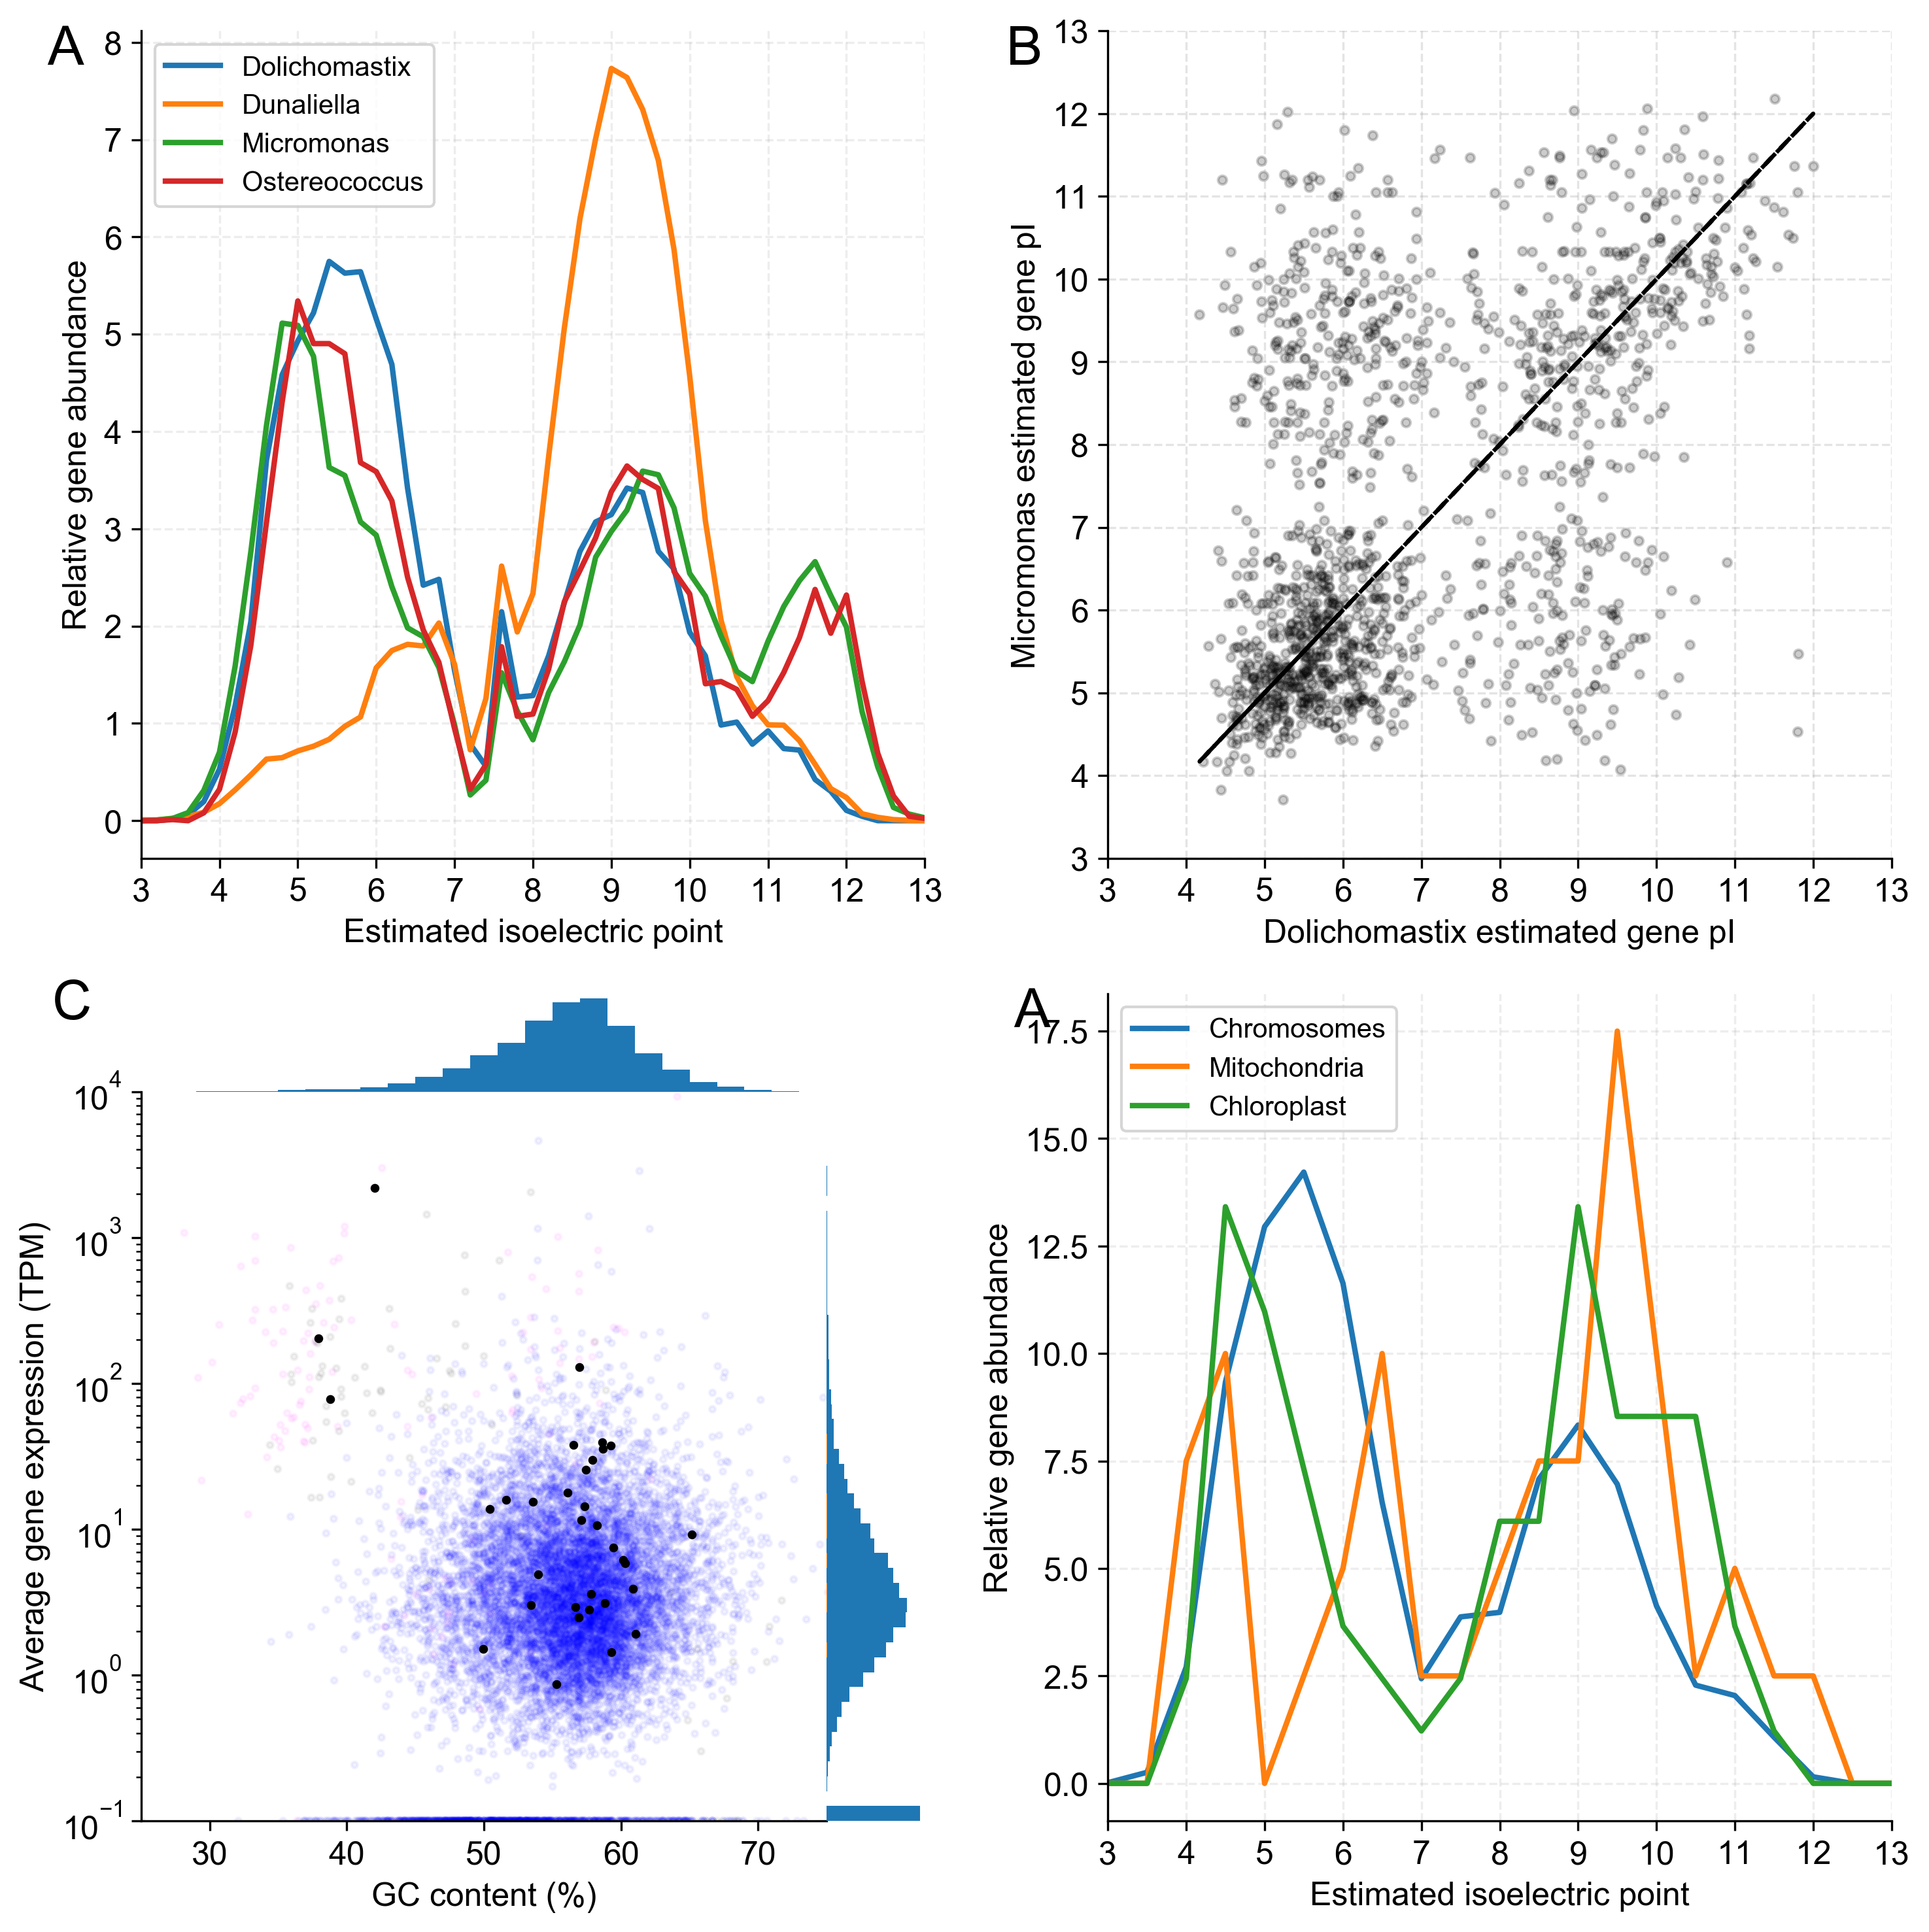 A
Dolichomastix
Dunaliella
Micromonas
Ostereococcus
8
7
6
5
4
3
2
1
0
Relative gene abundance
3 4 5 6 7 8 9 10 11 12 13
Estimated isoelectric point
B
13
12
11
10
9
8
7
6
5
4
3
Micromonas estimated gene pI
3 4 5 6 7 8 9 10 11 12 13
Dolichomastix estimated gene pI
C
10^4
10^3
10^2
10^1
10^0
10^−1
Average gene expression (TPM)
30 40 50 60 70
GC content (%)
A
Chromosomes
Mitochondria
Chloroplast
17.5
15.0
12.5
10.0
7.5
5.0
2.5
0.0
Relative gene abundance
3 4 5 6 7 8 9 10 11 12 13
Estimated isoelectric point